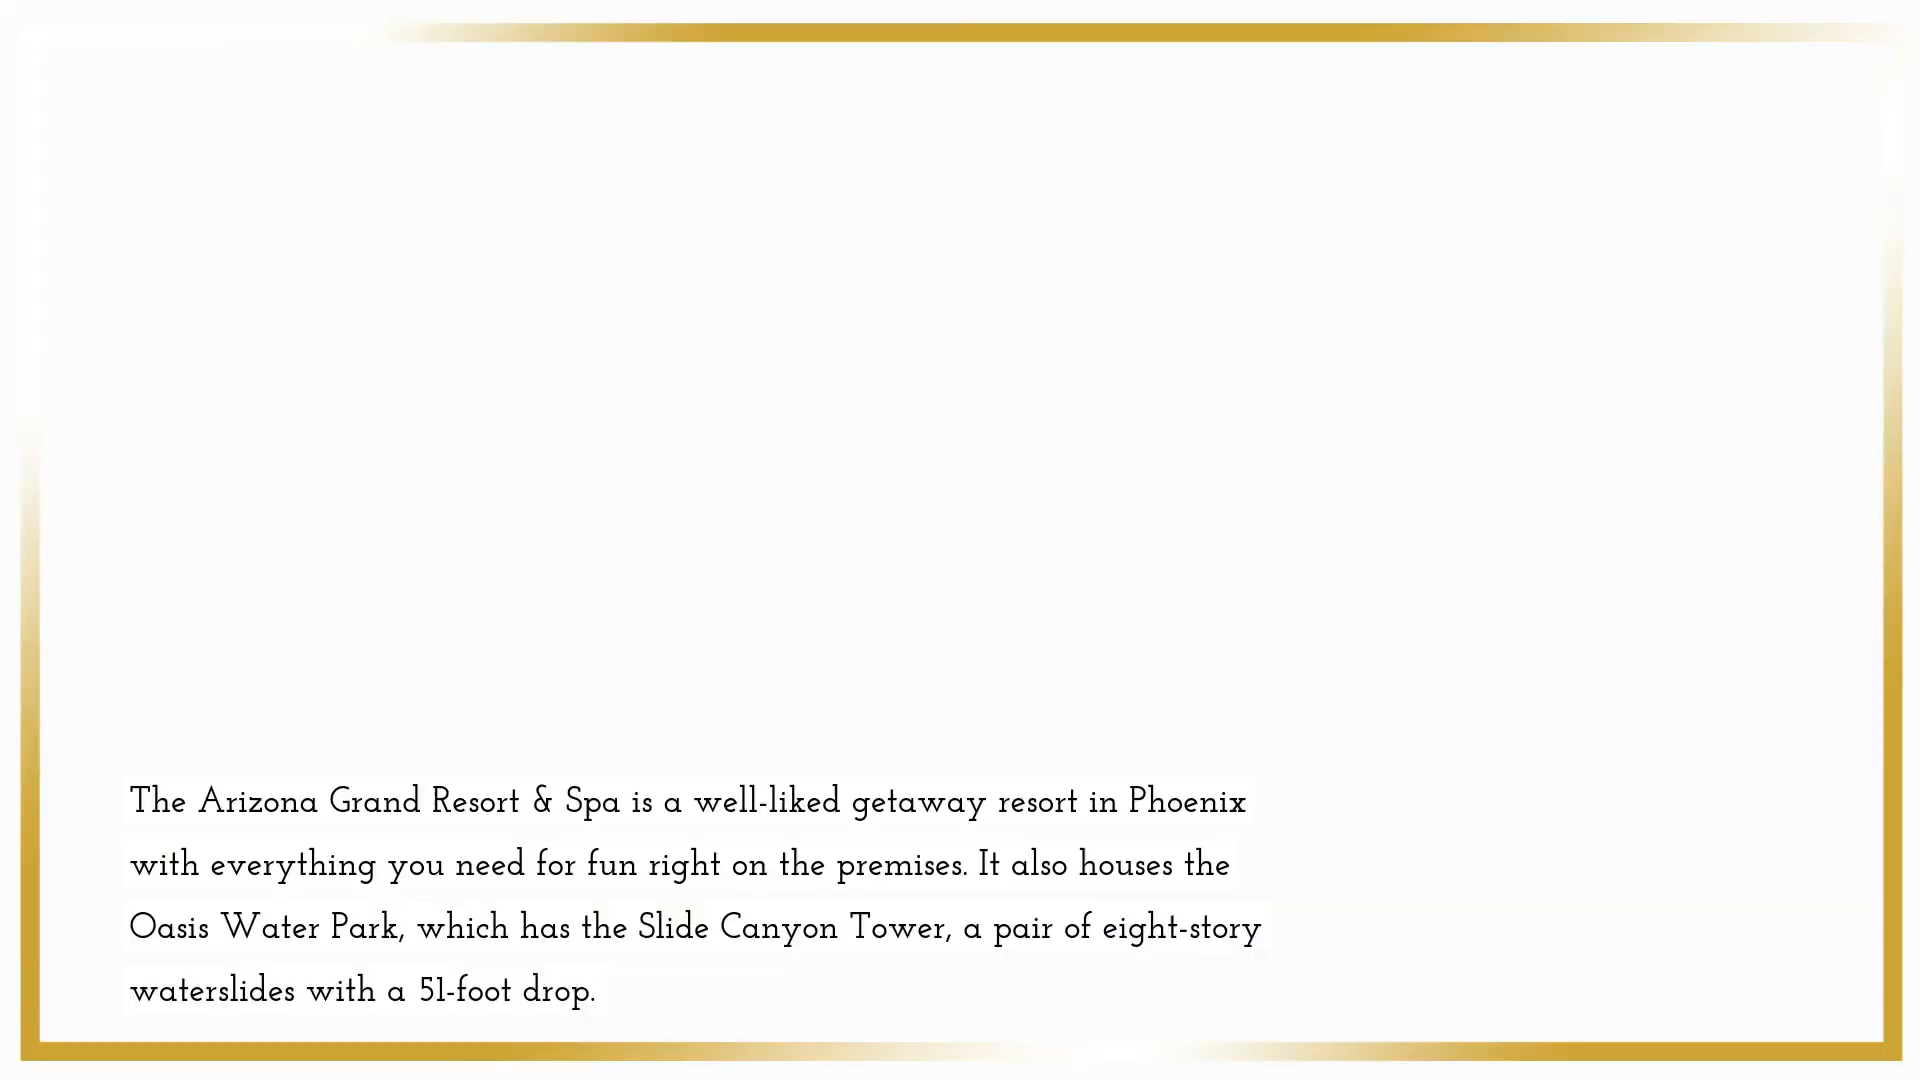 The Arizona Grand Resort & Spa is a well-liked getaway resort in Phoenix
with everything you need for fun right on the premises. It also houses the
Oasis Water Park, which has the Slide Canyon Tower, a pair of eight-story
waterslides with a 51-foot drop.